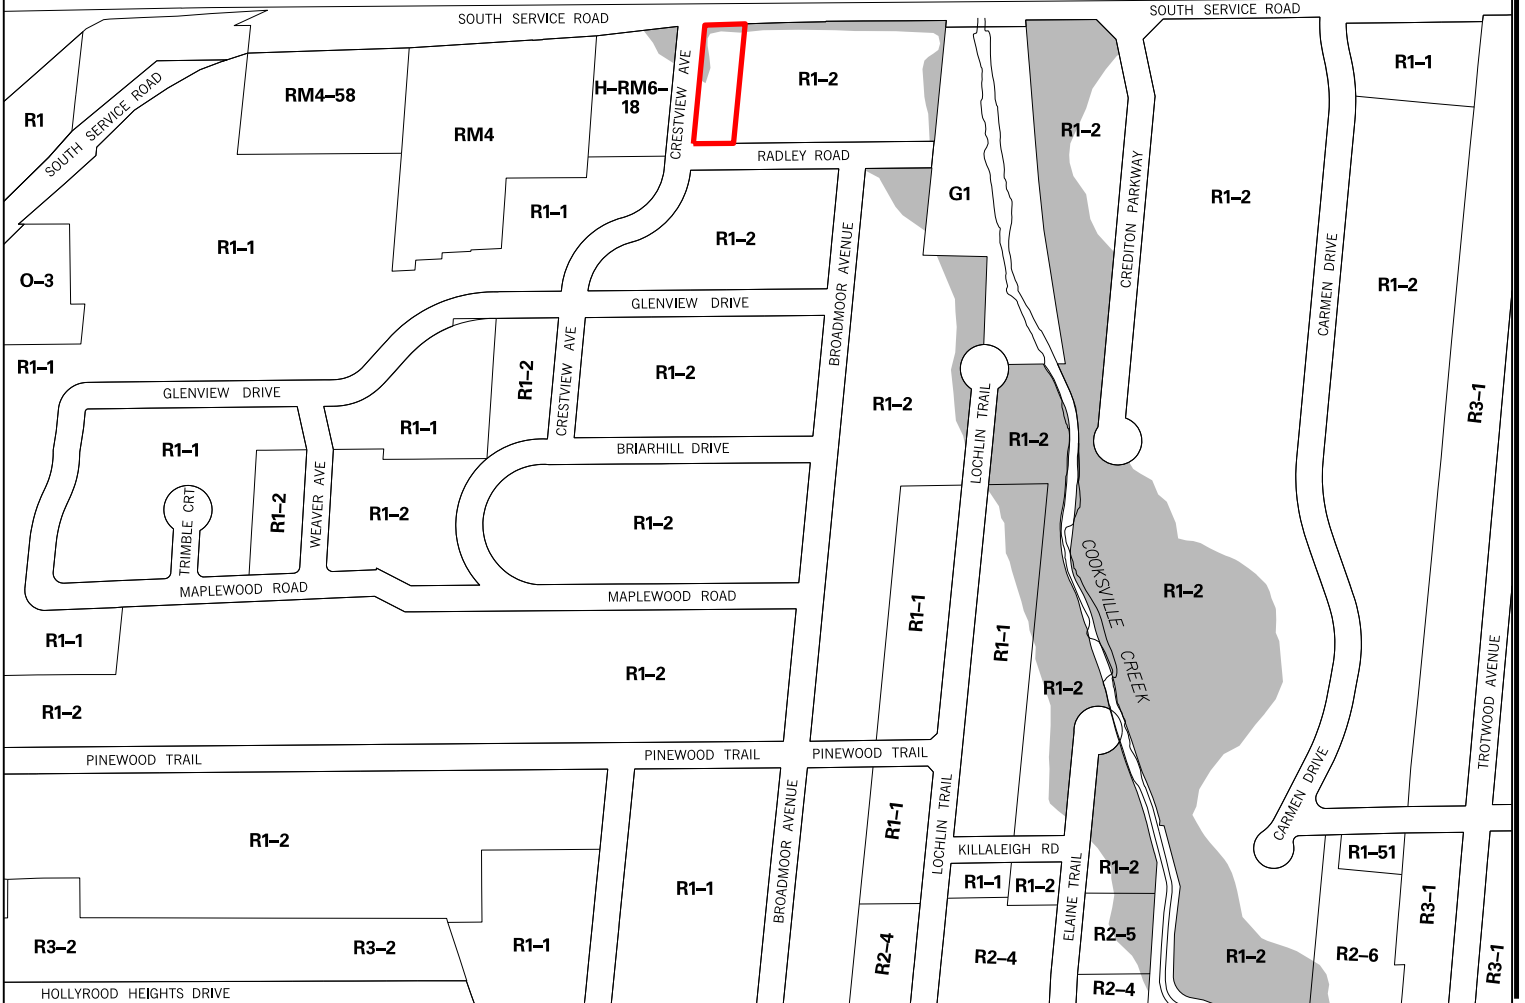 SOUTH SERVICE ROAD
SOUTH SERVICE ROAD
R1
SOUTH SERVICE ROAD
RM4–58
RM4
H–RM6–
18
CRESTVIEW AVE
R1–2
R1–1
R1–2
RADLEY ROAD
CREDITON PARKWAY
G1
R1–2
R1–1
R1–1
R1–2
BROADMOOR AVENUE
CARMEN DRIVE
O–3
R1–2
GLENVIEW DRIVE
R1–1
CRESTVIEW AVE
R1–2
R1–2
GLENVIEW DRIVE
R1–2
R3–1
R1–1
R1–1
LOCHLIN TRAIL
R1–2
BRIARHILL DRIVE
TRIMBLE CRT
R1–2
WEAVER AVE
R1–2
R1–2
COOKSVILLE CREEK
R1–2
MAPLEWOOD ROAD
MAPLEWOOD ROAD
R1–1
R1–1
R1–1
R1–2
R1–2
R1–2
TROTWOOD AVENUE
PINEWOOD TRAIL
PINEWOOD TRAIL
PINEWOOD TRAIL
BROADMOOR AVENUE
LOCHLIN TRAIL
CARMEN DRIVE
R1–2
R1–1
KILLALEIGH RD
R1–51
R1–1
R1–1
R1–2
ELAINE TRAIL
R1–2
R3–1
R3–2
R3–2
R1–1
R2–4
R2–4
R2–5
R1–2
R2–6
R3–1
R2–4
HOLLYROOD HEIGHTS DRIVE